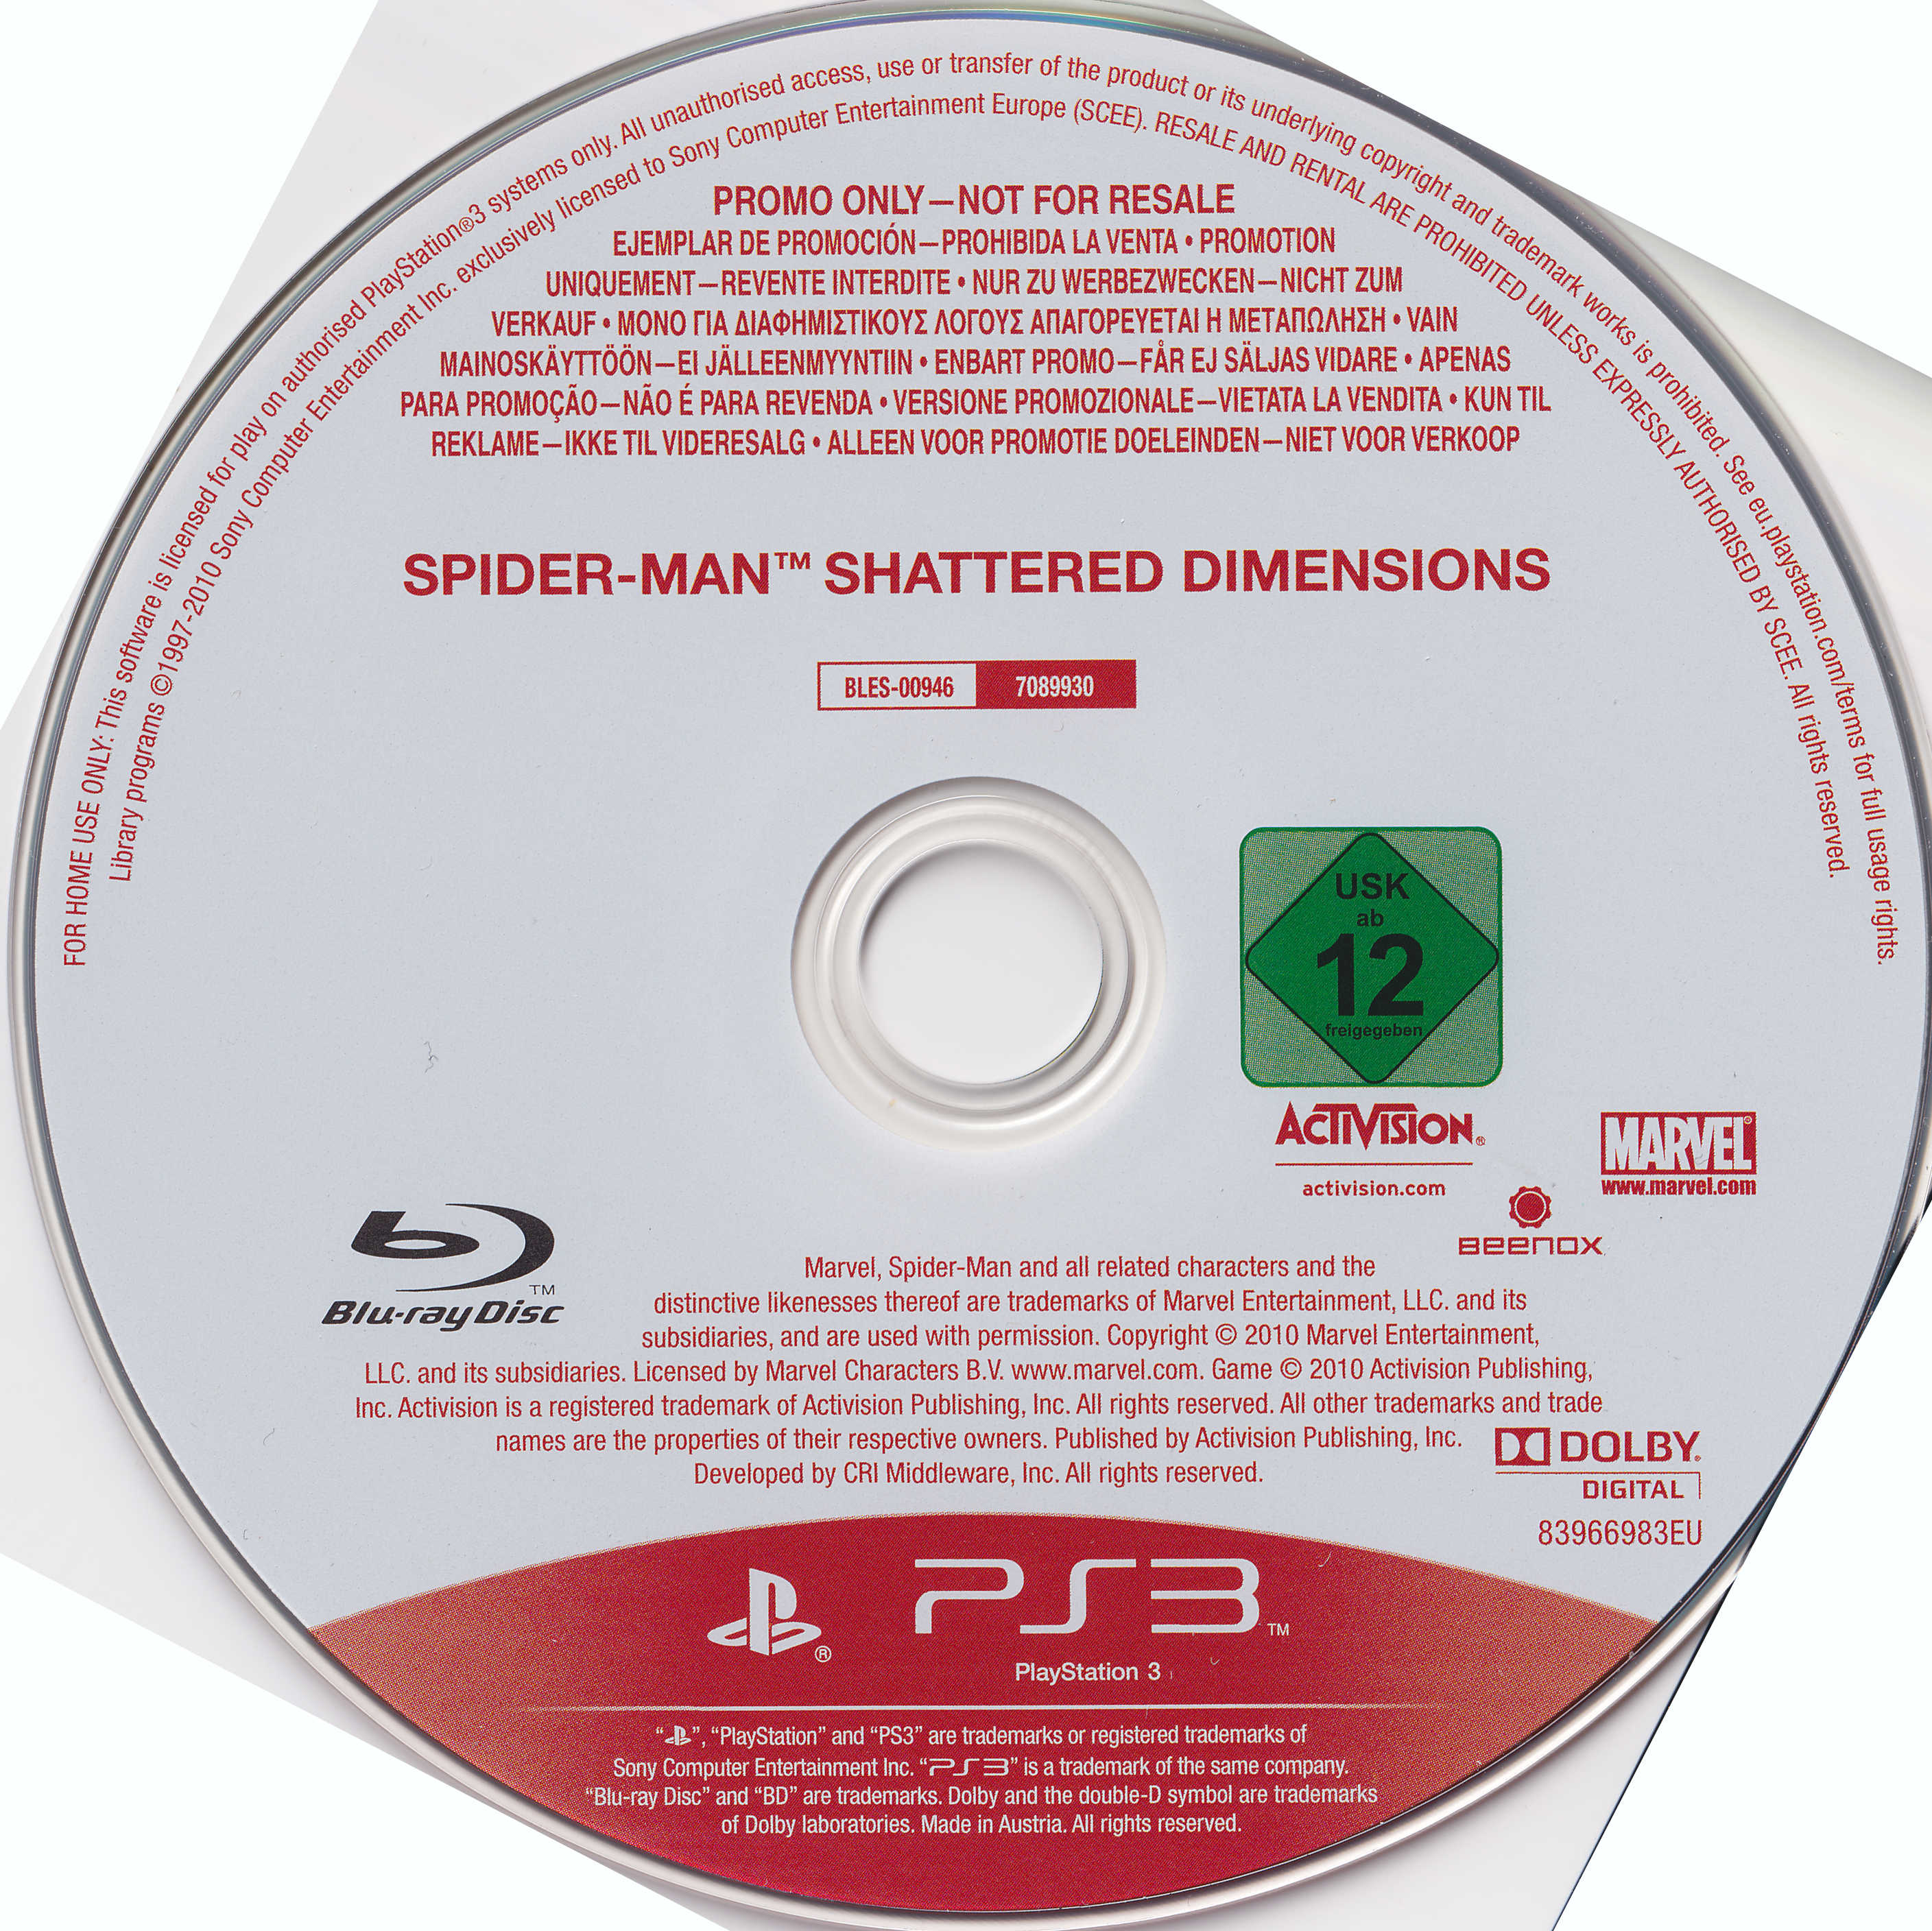 FOR HOME USE ONLY: This software is licensed for play on authorised PlayStation®3 systems only. All unauthorised access, use or transfer of the product or its underlying copyright and trademark works is prohibited. See eu.playstation.com/terms for full usage rights.
Library programs ©1997-2010 Sony Computer Entertainment Inc. exclusively licensed to Sony Computer Entertainment Europe (SCEE). RESALE AND RENTAL ARE PROHIBITED UNLESS EXPRESSLY AUTHORISED BY SCEE. All rights reserved.
PROMO ONLY—NOT FOR RESALE
EJEMPLAR DE PROMOCIÓN—PROHIBIDA LA VENTA • PROMOTION
UNIQUEMENT—REVENTE INTERDITE • NUR ZU WERBEZWECKEN—NICHT ZUM
VERKAUF • ΜΟΝΟ ΓΙΑ ΔΙΑΦΗΜΙΣΤΙΚΟΥΣ ΛΟΓΟΥΣ ΑΠΑΓΟΡΕΥΕΤΑΙ Η ΜΕΤΑΠΩΛΗΣΗ • VAIN
MAINOSKÄYTTÖÖN—EI JÄLLEENMYYNTIIN • ENBART PROMO—FÅR EJ SÄLJAS VIDARE • APENAS
PARA PROMOÇÃO—NÃO É PARA REVENDA • VERSIONE PROMOZIONALE—VIETATA LA VENDITA • KUN TIL
REKLAME—IKKE TIL VIDERESALG • ALLEEN VOOR PROMOTIE DOELEINDEN—NIET VOOR VERKOOP
SPIDER-MAN™ SHATTERED DIMENSIONS
BLES-00946 7089930
USK
ab
12
freigegeben
ACTIVISION®
activision.com
MARVEL®
www.marvel.com
BEENOX
Blu-ray Disc™
Marvel, Spider-Man and all related characters and the
distinctive likenesses thereof are trademarks of Marvel Entertainment, LLC. and its
subsidiaries, and are used with permission. Copyright © 2010 Marvel Entertainment,
LLC. and its subsidiaries. Licensed by Marvel Characters B.V. www.marvel.com. Game © 2010 Activision Publishing,
Inc. Activision is a registered trademark of Activision Publishing, Inc. All rights reserved. All other trademarks and trade
names are the properties of their respective owners. Published by Activision Publishing, Inc.
Developed by CRI Middleware, Inc. All rights reserved.
DOLBY®
DIGITAL
83966983EU
® PS3™
PlayStation 3
“ ”, “PlayStation” and “PS3” are trademarks or registered trademarks of
Sony Computer Entertainment Inc. “PS3” is a trademark of the same company.
“Blu-ray Disc” and “BD” are trademarks. Dolby and the double-D symbol are trademarks
of Dolby laboratories. Made in Austria. All rights reserved.